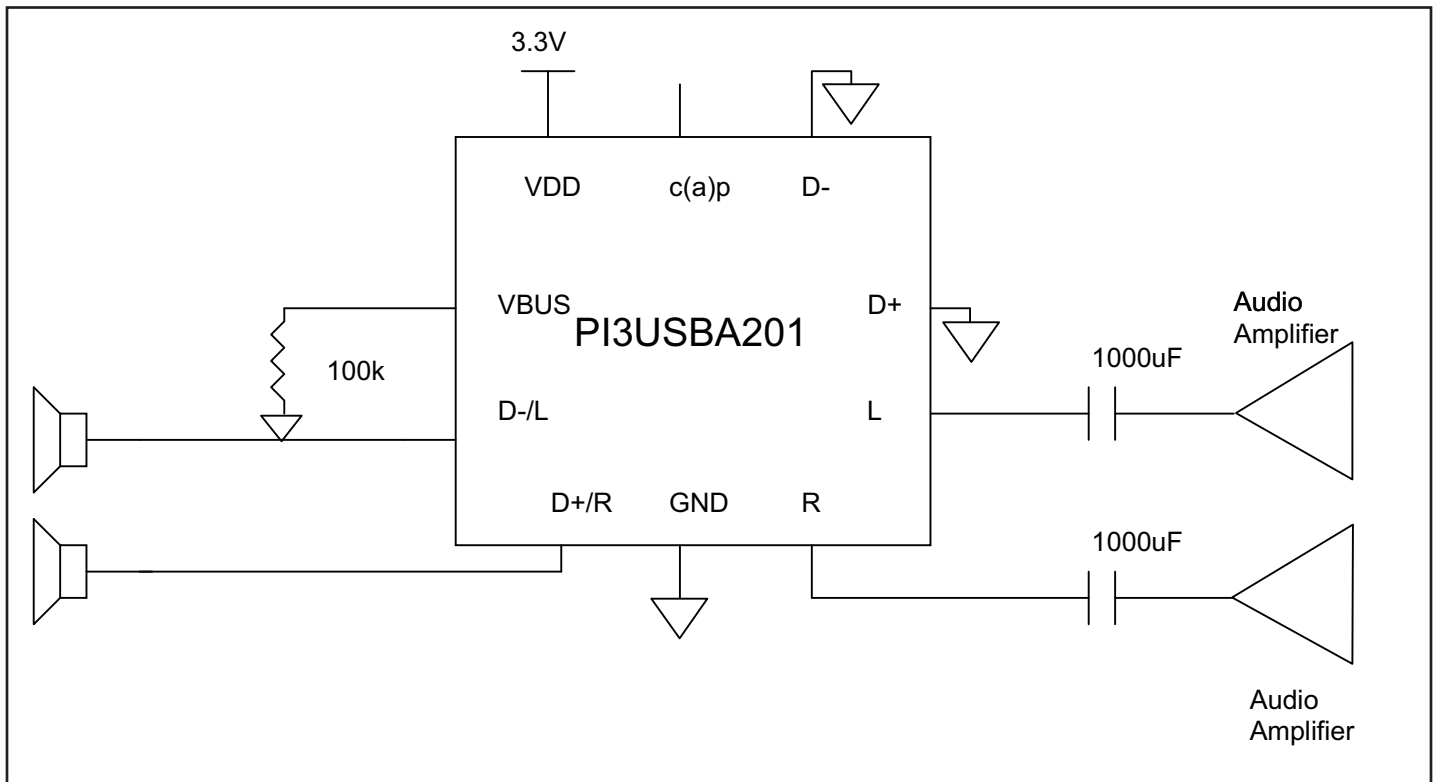 3.3V
VDD
c(a)p
D-
VBUS
D+
PI3USBA201
Audio
Amplifier
1000uF
100k
D-/L
L
D+/R
GND
R
1000uF
Audio
Amplifier